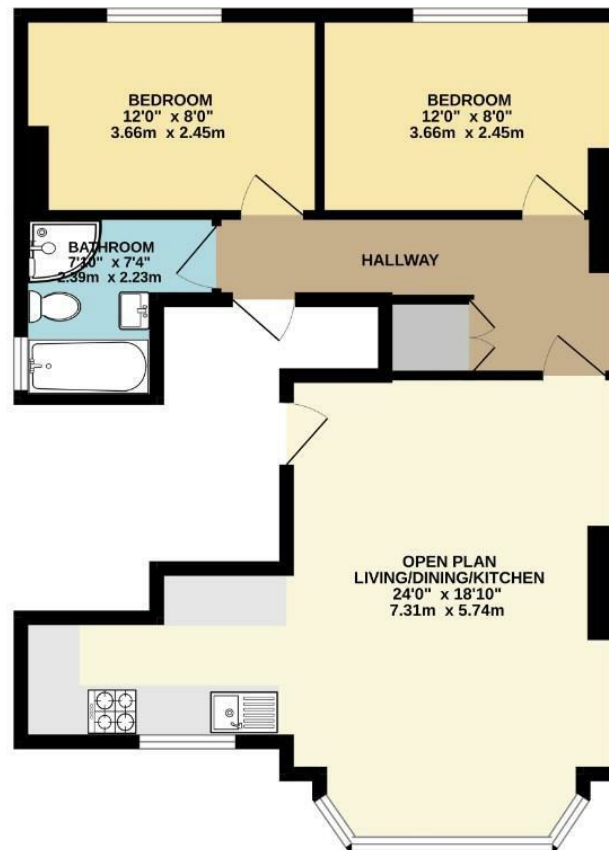 BEDROOM
12'0" x 8'0"
3.66m x 2.45m
BEDROOM
12'0" x 8'0"
3.66m x 2.45m
BATHROOM
7'10" x 7'4"
2.39m x 2.23m
HALLWAY
OPEN PLAN
LIVING/DINING/KITCHEN
24'0" x 18'10"
7.31m x 5.74m